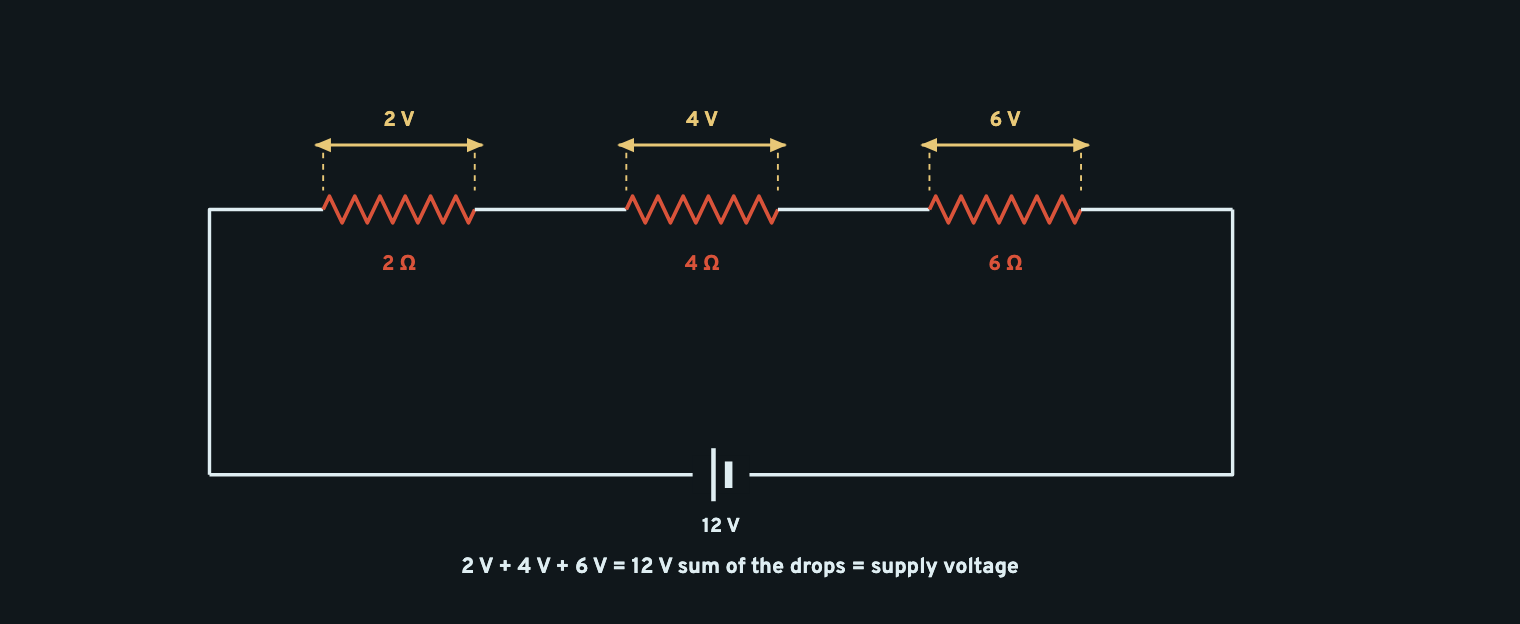 2 V
4 V
6 V
2 Ω
4 Ω
6 Ω
12 V
2 V + 4 V + 6 V = 12 V sum of the drops = supply voltage